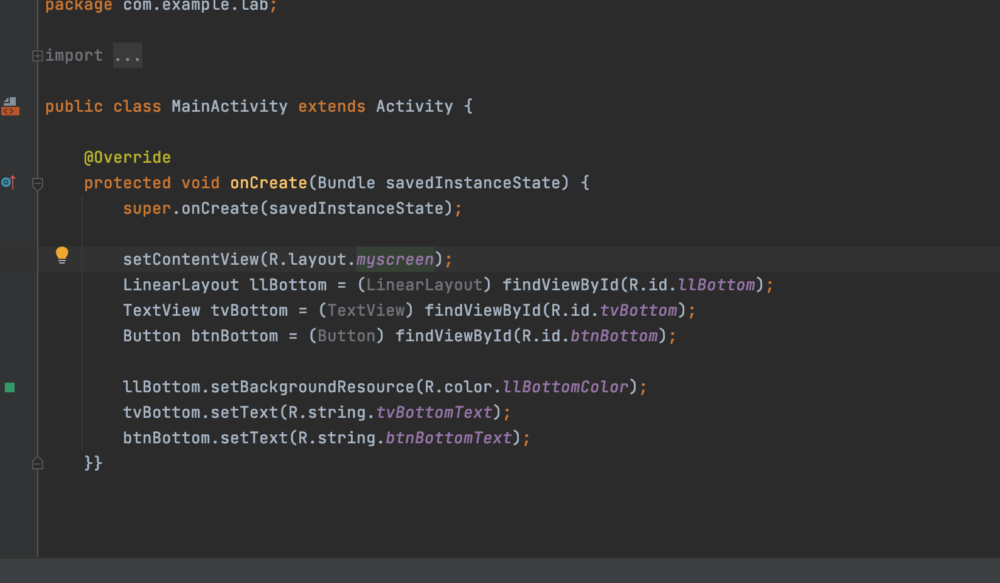 package com.example.lab;
import ...
public class MainActivity extends Activity {
@Override
protected void onCreate(Bundle savedInstanceState) {
super.onCreate(savedInstanceState);
setContentView(R.layout.myscreen);
LinearLayout llBottom = (LinearLayout) findViewById(R.id.llBottom);
TextView tvBottom = (TextView) findViewById(R.id.tvBottom);
Button btnBottom = (Button) findViewById(R.id.btnBottom);
llBottom.setBackgroundResource(R.color.llBottomColor);
tvBottom.setText(R.string.tvBottomText);
btnBottom.setText(R.string.btnBottomText);
}}